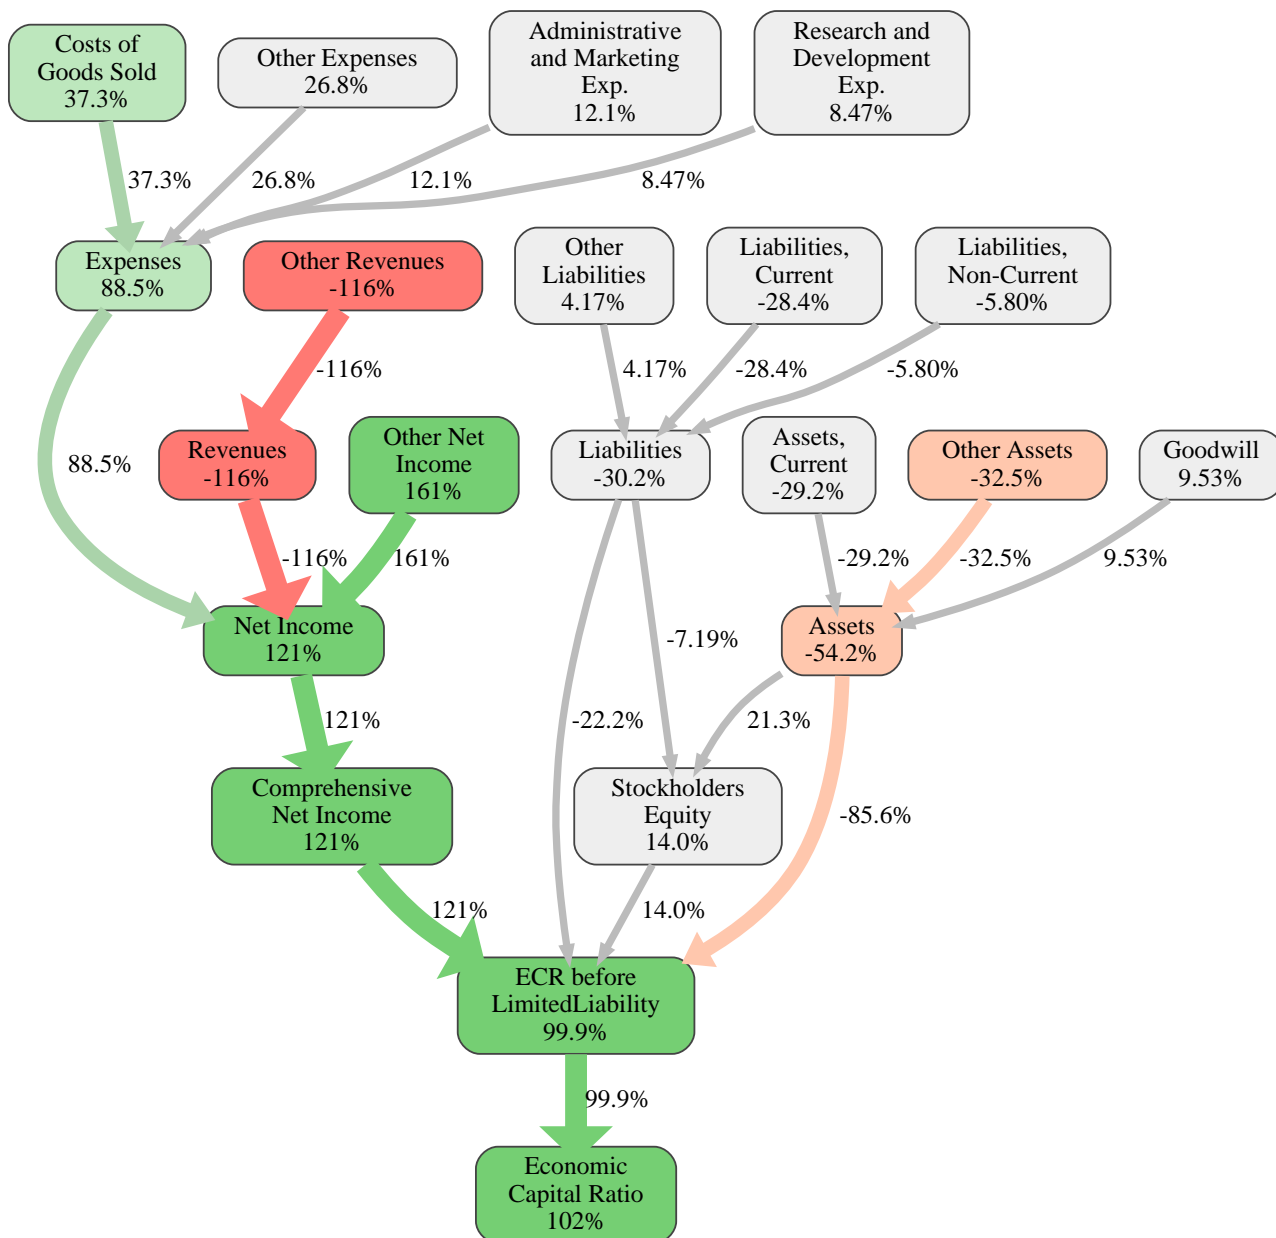 Costs of
Goods Sold
37.3%
Other Expenses
26.8%
Administrative
and Marketing
Exp.
12.1%
Research and
Development
Exp.
8.47%
37.3%
26.8%
12.1%
8.47%
Expenses
88.5%
Other Revenues
-116%
Other
Liabilities
4.17%
Liabilities,
Current
-28.4%
Liabilities,
Non-Current
-5.80%
-116%
4.17%
-28.4%
-5.80%
88.5%
Revenues
-116%
Other Net
Income
161%
Liabilities
-30.2%
Assets,
Current
-29.2%
Other Assets
-32.5%
Goodwill
9.53%
-116%
161%
-29.2%
-32.5%
9.53%
Net Income
121%
-7.19%
Assets
-54.2%
121%
-22.2%
21.3%
Comprehensive
Net Income
121%
Stockholders
Equity
14.0%
-85.6%
121%
14.0%
ECR before
LimitedLiability
99.9%
99.9%
Economic
Capital Ratio
102%